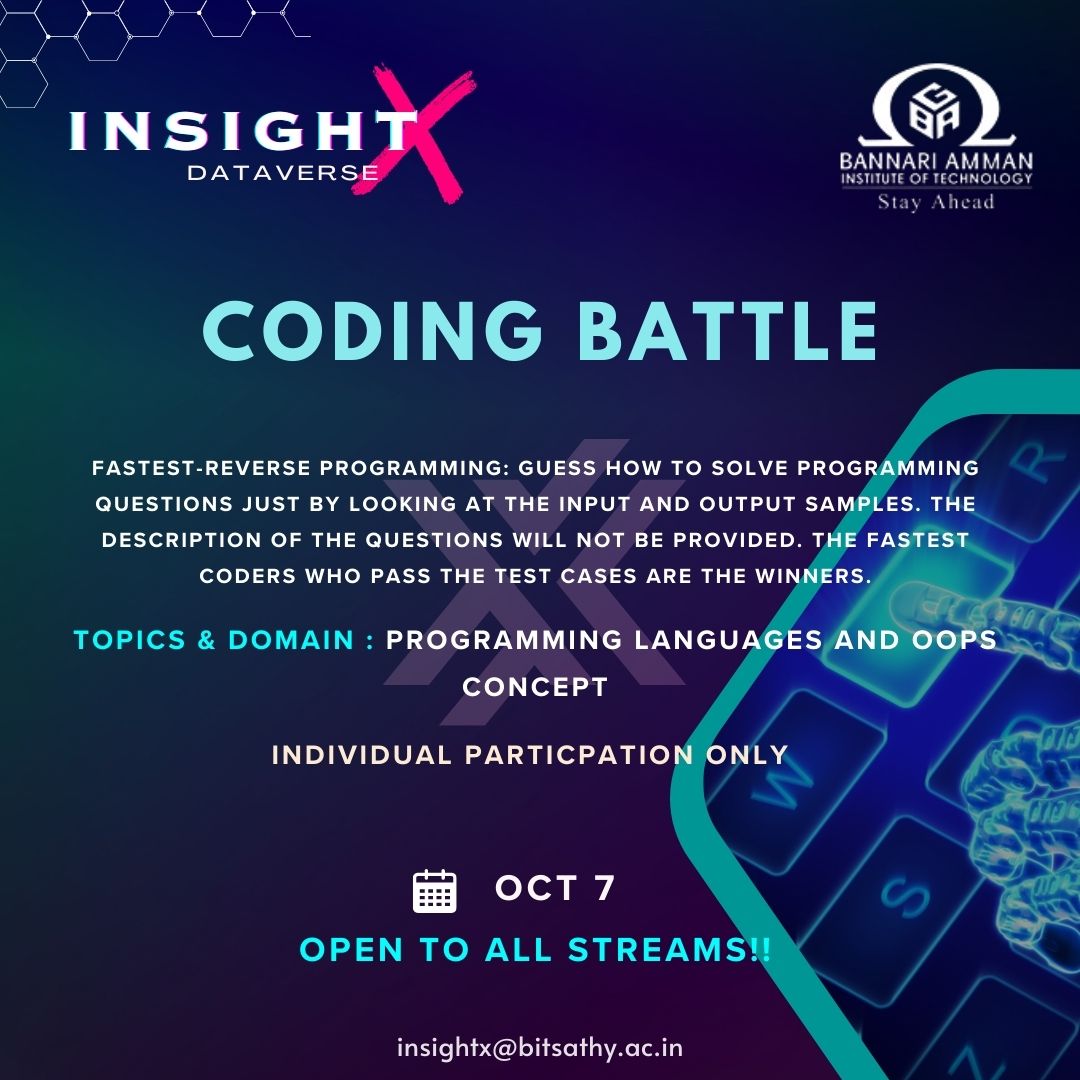 INSIGHTX
DATAVERSE
GBA
BANNARI AMMAN
INSTITUTE OF TECHNOLOGY
Stay Ahead
CODING BATTLE
FASTEST-REVERSE PROGRAMMING: GUESS HOW TO SOLVE PROGRAMMING
QUESTIONS JUST BY LOOKING AT THE INPUT AND OUTPUT SAMPLES. THE
DESCRIPTION OF THE QUESTIONS WILL NOT BE PROVIDED. THE FASTEST
CODERS WHO PASS THE TEST CASES ARE THE WINNERS.
TOPICS & DOMAIN : PROGRAMMING LANGUAGES AND OOPS
CONCEPT
INDIVIDUAL PARTICPATION ONLY
OCT 7
OPEN TO ALL STREAMS!!
insightx@bitsathy.ac.in
R
W
S
Z